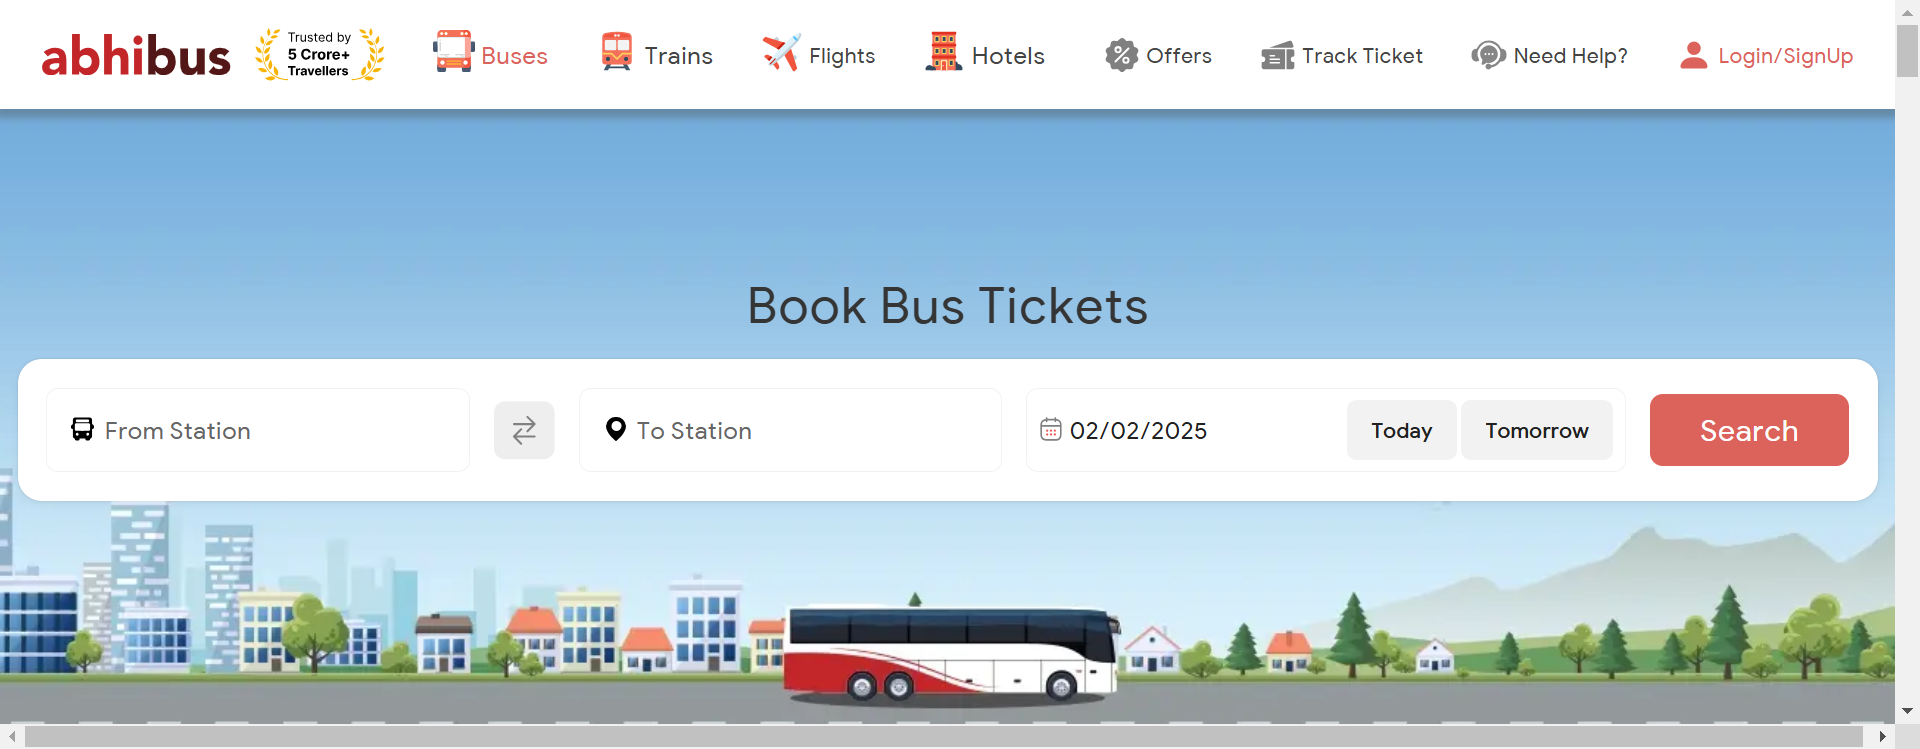 abhibus
Trusted by
5 Crore+
Travellers
Buses
Trains
Flights
Hotels
Offers
Track Ticket
Need Help?
Login/SignUp
Book Bus Tickets
From Station
To Station
02/02/2025
Today
Tomorrow
Search